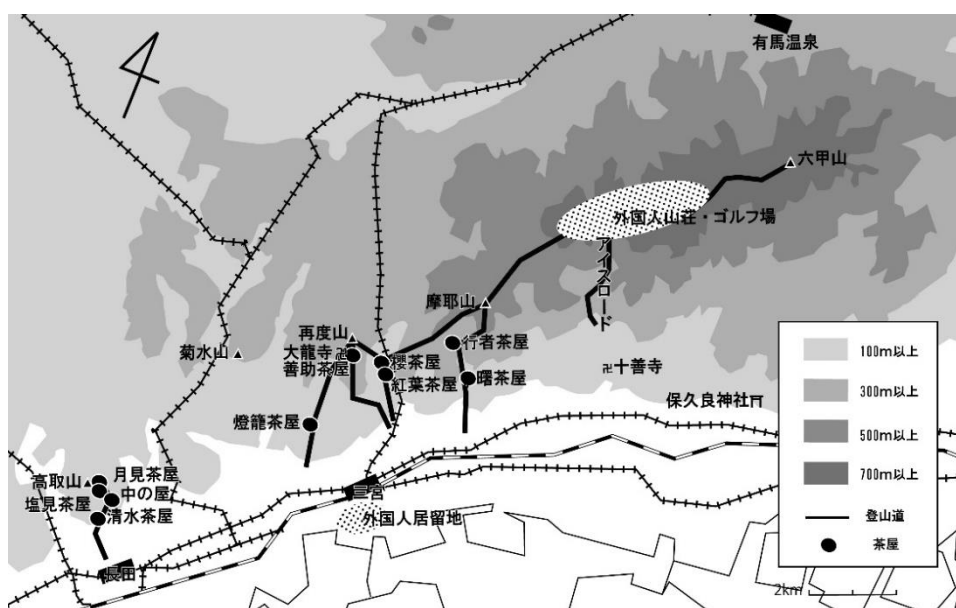 有馬温泉
六甲山
外国人山荘・ゴルフ場
アイスロード
摩耶山
再度山
大龍寺卍
善助茶屋
菊水山
行者茶屋
櫻茶屋
紅葉茶屋
曙茶屋
卍十善寺
保久良神社
燈籠茶屋
高取山
月見茶屋
中の屋
塩見茶屋
清水茶屋
三宮
外国人居留地
長田
100m以上
300m以上
500m以上
700m以上
登山道
茶屋
2km